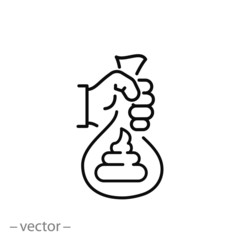 – vector –